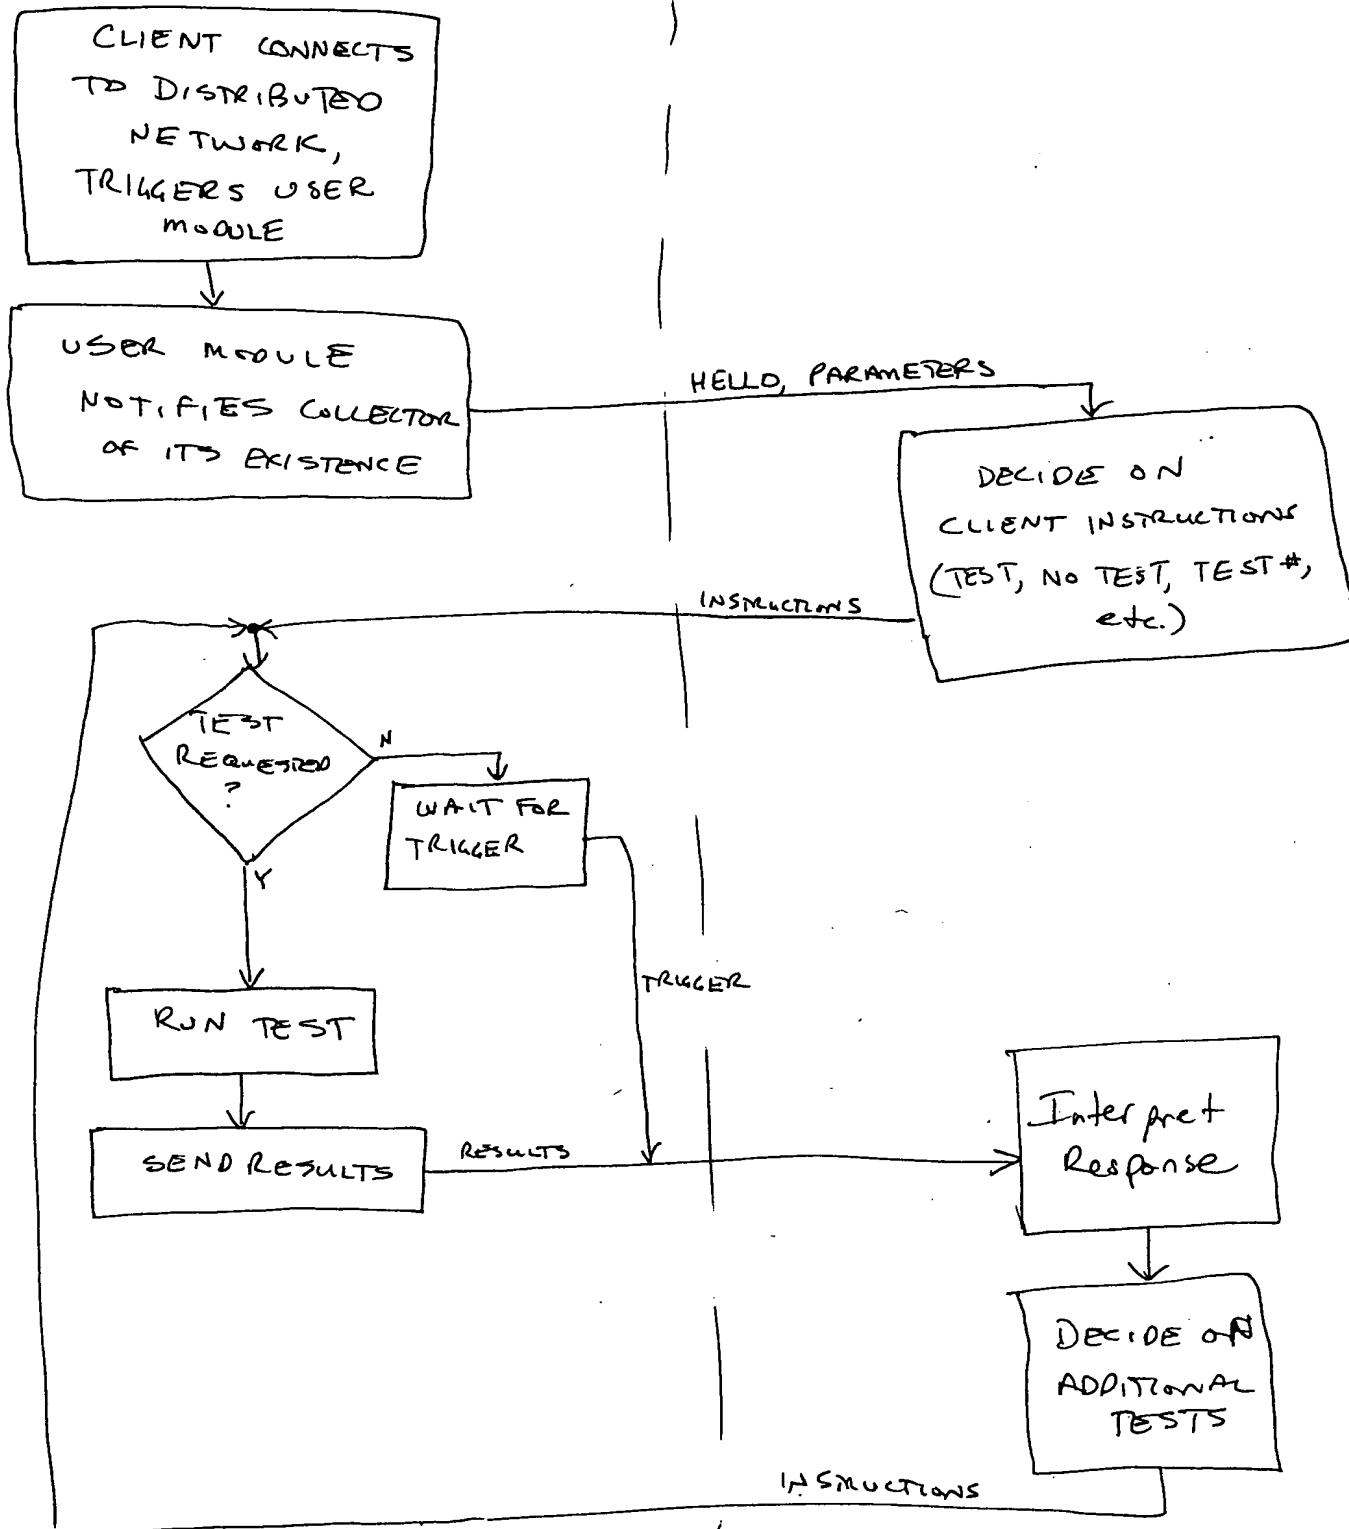 CLIENT CONNECTS
TO DISTRIBUTED
NETWORK,
TRIGGERS USER
MODULE
USER MODULE
NOTIFIES COLLECTOR
OF ITS EXISTENCE
HELLO, PARAMETERS
DECIDE ON
CLIENT INSTRUCTIONS
(TEST, NO TEST, TEST #,
etc.)
INSTRUCTIONS
TEST
REQUESTED
?
N
WAIT FOR
TRIGGER
Y
TRIGGER
RUN TEST
SEND RESULTS
RESULTS
Interpret
Response
DECIDE ON
ADDITIONAL
TESTS
INSTRUCTIONS